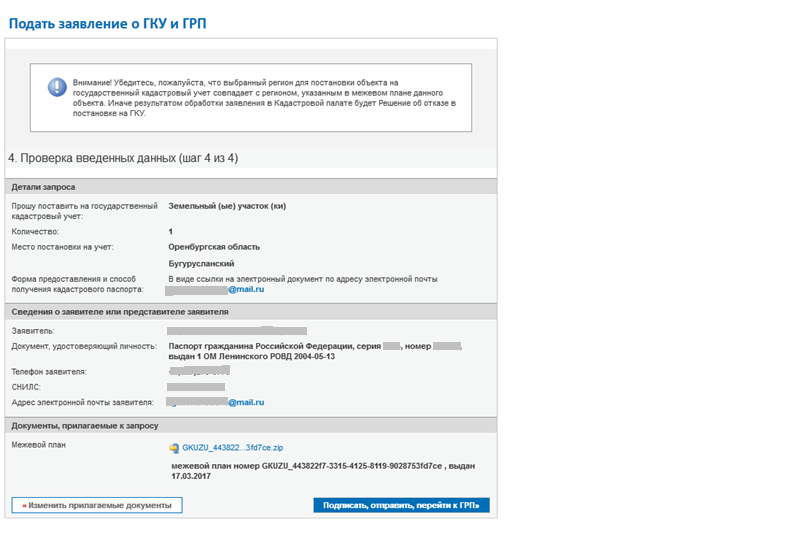 Подать заявление о ГКУ и ГРП
Внимание! Убедитесь, пожалуйста, что выбранный регион для постановки объекта на
государственный кадастровый учет совпадает с регионом, указанным в межевом плане данного
объекта. Иначе результатом обработки заявления в Кадастровой палате будет Решение об отказе в
постановке на ГКУ.
4. Проверка введенных данных (шаг 4 из 4)
Детали запроса
Прошу поставить на государственный кадастровый учет: Земельный (ые) участок (ки)
Количество: 1
Место постановки на учет: Оренбургская область
Бугурусланский
Форма предоставления и способ получения кадастрового паспорта: В виде ссылки на электронный документ по адресу электронной почты
@mail.ru
Сведения о заявителе или представителе заявителя
Заявитель:
Документ, удостоверяющий личность: Паспорт гражданина Российской Федерации, серия , номер ,
выдан 1 ОМ Ленинского РОВД 2004-05-13
Телефон заявителя:
СНИЛС:
Адрес электронной почты заявителя: @mail.ru
Документы, прилагаемые к запросу
Межевой план GKUZU_443822...3fd7ce.zip
межевой план номер GKUZU_443822f7-3315-4125-8119-9028753fd7ce , выдан
17.03.2017
« Изменить прилагаемые документы
Подписать, отправить, перейти к ГРП»